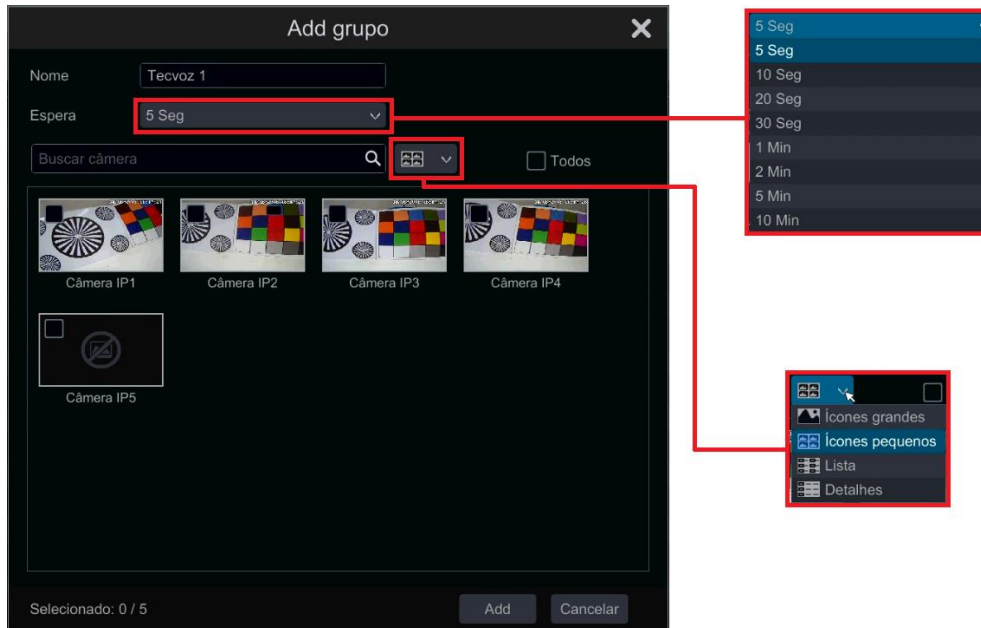 Add grupo
Nome
Tecvoz 1
Espera
5 Seg
Buscar câmera
Todos
Câmera IP1
Câmera IP2
Câmera IP3
Câmera IP4
Câmera IP5
Selecionado: 0 / 5
Add
Cancelar
5 Seg
5 Seg
10 Seg
20 Seg
30 Seg
1 Min
2 Min
5 Min
10 Min
Ícones grandes
Ícones pequenos
Lista
Detalhes